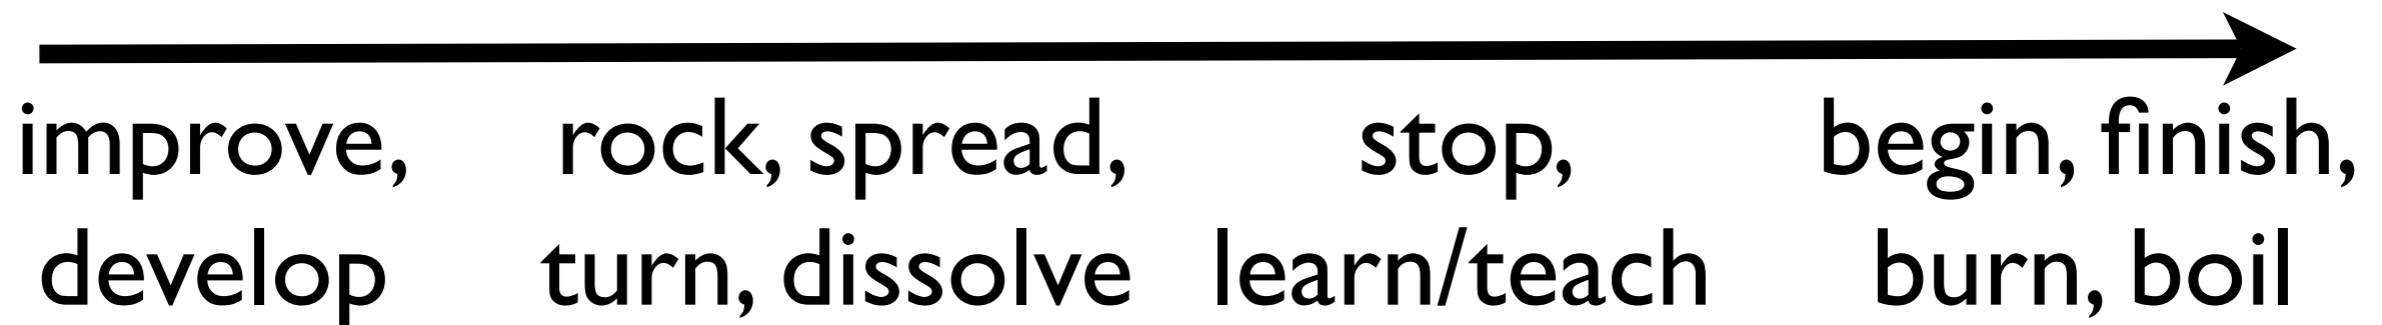 improve, rock, spread, stop, begin, finish,
develop turn, dissolve learn/teach burn, boil